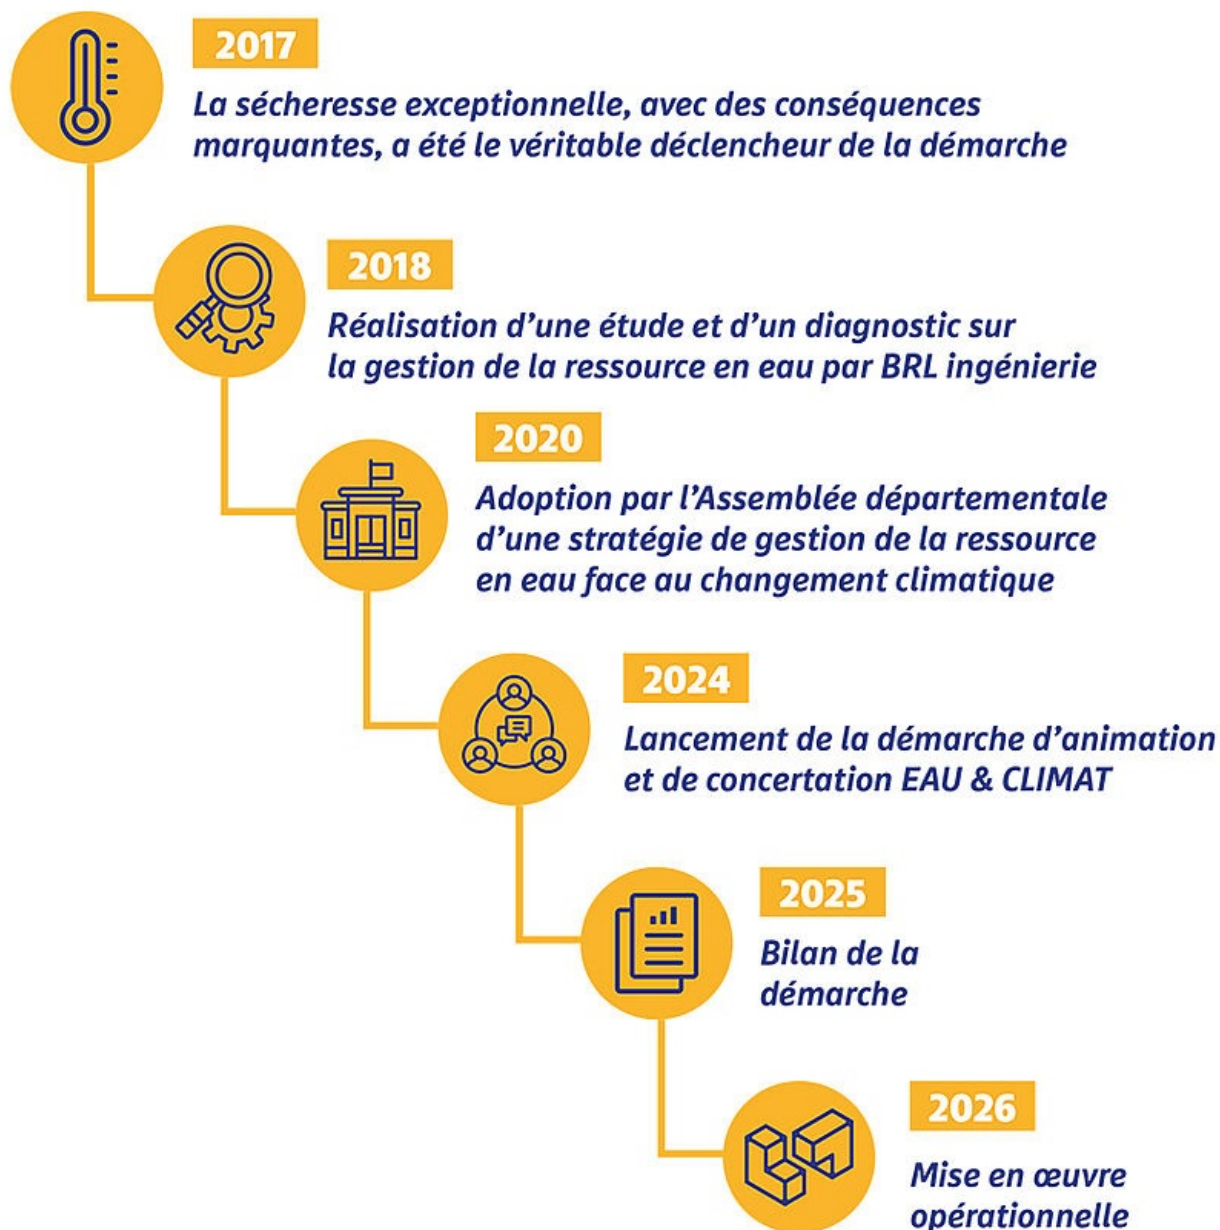 2017
La sécheresse exceptionnelle, avec des conséquences
marquantes, a été le véritable déclencheur de la démarche
2018
Réalisation d’une étude et d’un diagnostic sur
la gestion de la ressource en eau par BRL ingénierie
2020
Adoption par l’Assemblée départementale
d’une stratégie de gestion de la ressource
en eau face au changement climatique
2024
Lancement de la démarche d’animation
et de concertation EAU & CLIMAT
2025
Bilan de la
démarche
2026
Mise en œuvre
opérationnelle